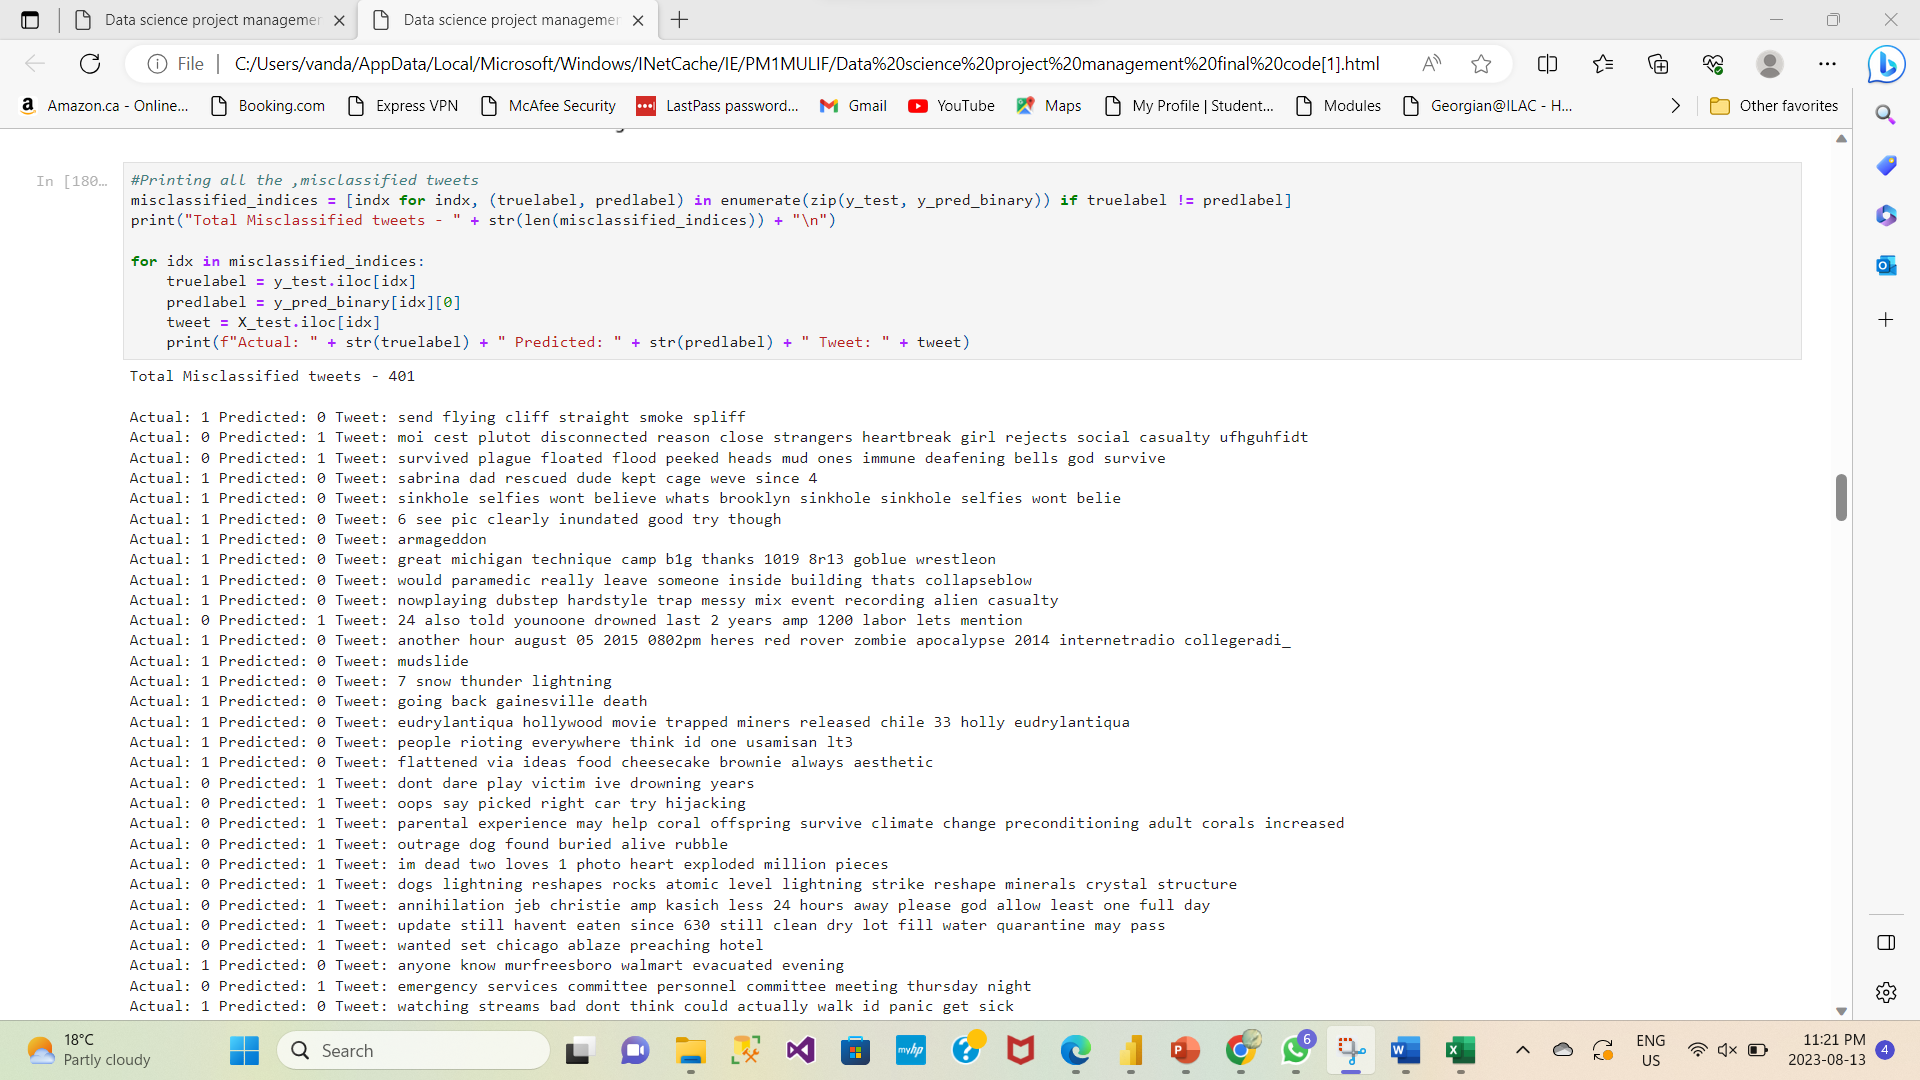 Data science project managemen
Data science project managemen
File
C:/Users/vanda/AppData/Local/Microsoft/Windows/INetCache/IE/PM1MULIF/Data%20science%20project%20management%20final%20code[1].html
Amazon.ca - Online... Booking.com Express VPN McAfee Security LastPass password... Gmail YouTube Maps My Profile | Student... Modules Georgian@ILAC - H... Other favorites
In [180...
#Printing all the ,misclassified tweets
misclassified_indices = [indx for indx, (truelabel, predlabel) in enumerate(zip(y_test, y_pred_binary)) if truelabel != predlabel]
print("Total Misclassified tweets - " + str(len(misclassified_indices)) + "\n")
for idx in misclassified_indices:
truelabel = y_test.iloc[idx]
predlabel = y_pred_binary[idx][0]
tweet = X_test.iloc[idx]
print(f"Actual: " + str(truelabel) + " Predicted: " + str(predlabel) + " Tweet: " + tweet)
Total Misclassified tweets - 401
Actual: 1 Predicted: 0 Tweet: send flying cliff straight smoke spliff
Actual: 0 Predicted: 1 Tweet: moi cest plutot disconnected reason close strangers heartbreak girl rejects social casualty ufhguhfidt
Actual: 0 Predicted: 1 Tweet: survived plague floated flood peeked heads mud ones immune deafening bells god survive
Actual: 1 Predicted: 0 Tweet: sabrina dad rescued dude kept cage weve since 4
Actual: 1 Predicted: 0 Tweet: sinkhole selfies wont believe whats brooklyn sinkhole sinkhole selfies wont belie
Actual: 1 Predicted: 0 Tweet: 6 see pic clearly inundated good try though
Actual: 1 Predicted: 0 Tweet: armageddon
Actual: 1 Predicted: 0 Tweet: great michigan technique camp b1g thanks 1019 8r13 goblue wrestleon
Actual: 1 Predicted: 0 Tweet: would paramedic really leave someone inside building thats collapseblow
Actual: 1 Predicted: 0 Tweet: nowplaying dubstep hardstyle trap messy mix event recording alien casualty
Actual: 0 Predicted: 1 Tweet: 24 also told younoone drowned last 2 years amp 1200 labor lets mention
Actual: 1 Predicted: 0 Tweet: another hour august 05 2015 0802pm heres red rover zombie apocalypse 2014 internetradio collegeradi_
Actual: 1 Predicted: 0 Tweet: mudslide
Actual: 1 Predicted: 0 Tweet: 7 snow thunder lightning
Actual: 1 Predicted: 0 Tweet: going back gainesville death
Actual: 1 Predicted: 0 Tweet: eudrylantiqua hollywood movie trapped miners released chile 33 holly eudrylantiqua
Actual: 1 Predicted: 0 Tweet: people rioting everywhere think id one usamisan lt3
Actual: 1 Predicted: 0 Tweet: flattened via ideas food cheesecake brownie always aesthetic
Actual: 0 Predicted: 1 Tweet: dont dare play victim ive drowning years
Actual: 0 Predicted: 1 Tweet: oops say picked right car try hijacking
Actual: 0 Predicted: 1 Tweet: parental experience may help coral offspring survive climate change preconditioning adult corals increased
Actual: 0 Predicted: 1 Tweet: outrage dog found buried alive rubble
Actual: 0 Predicted: 1 Tweet: im dead two loves 1 photo heart exploded million pieces
Actual: 0 Predicted: 1 Tweet: dogs lightning reshapes rocks atomic level lightning strike reshape minerals crystal structure
Actual: 0 Predicted: 1 Tweet: annihilation jeb christie amp kasich less 24 hours away please god allow least one full day
Actual: 0 Predicted: 1 Tweet: update still havent eaten since 630 still clean dry lot fill water quarantine may pass
Actual: 0 Predicted: 1 Tweet: wanted set chicago ablaze preaching hotel
Actual: 1 Predicted: 0 Tweet: anyone know murfreesboro walmart evacuated evening
Actual: 0 Predicted: 1 Tweet: emergency services committee personnel committee meeting thursday night
Actual: 1 Predicted: 0 Tweet: watching streams bad dont think could actually walk id panic get sick
18°C
Partly cloudy
Search
myhp
6
ENG
US
11:21 PM
2023-08-13
4